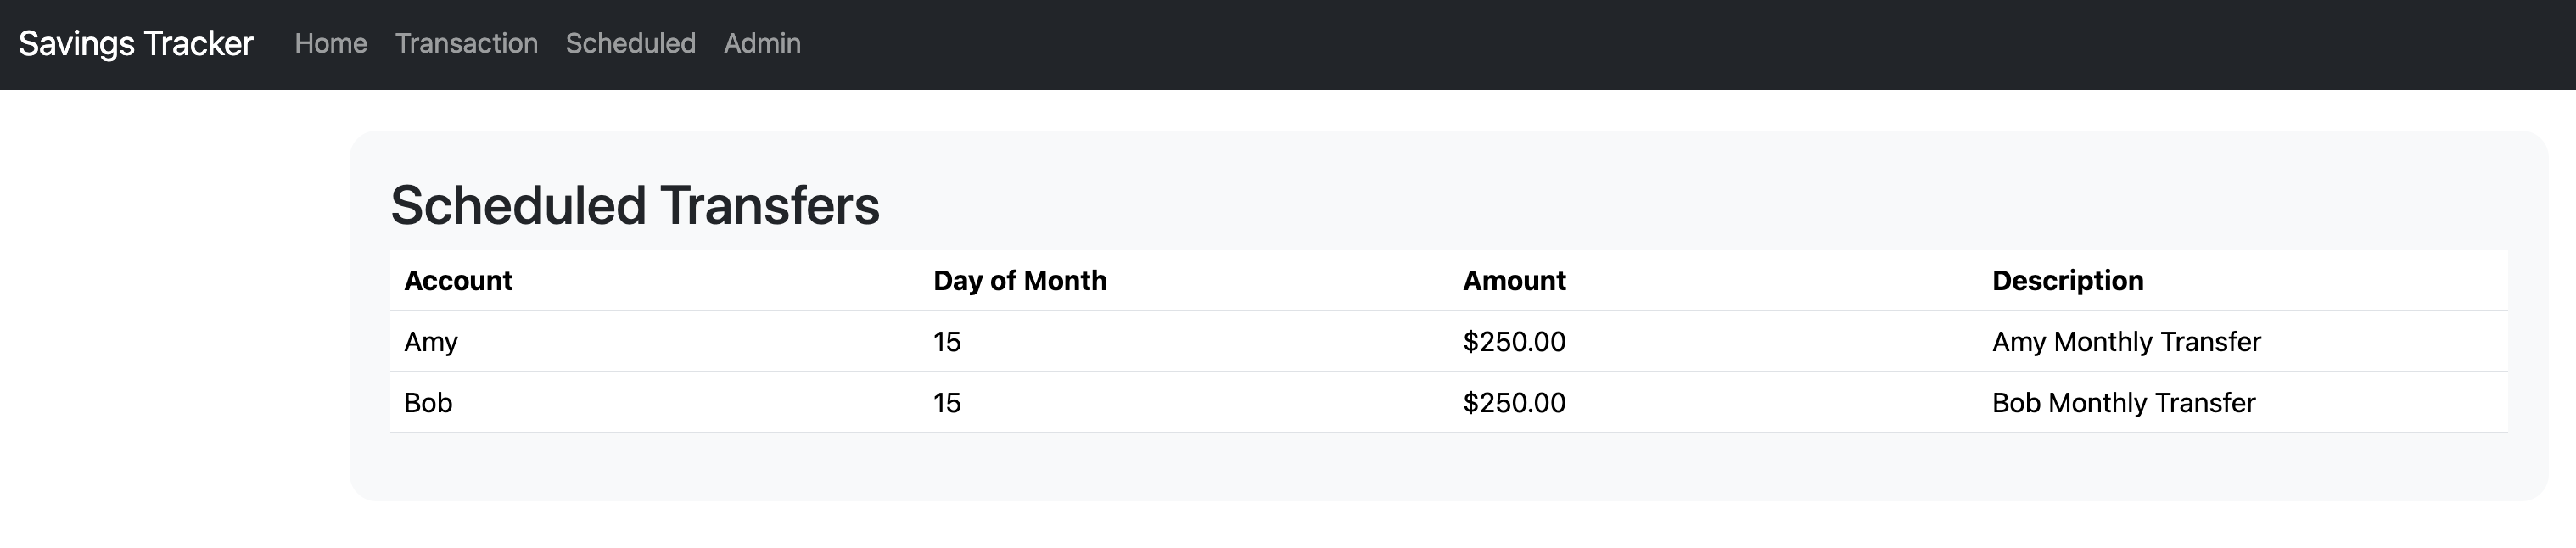 Savings Tracker Home Transaction Scheduled Admin
Scheduled Transfers
Account Day of Month Amount Description
Amy 15 $250.00 Amy Monthly Transfer
Bob 15 $250.00 Bob Monthly Transfer